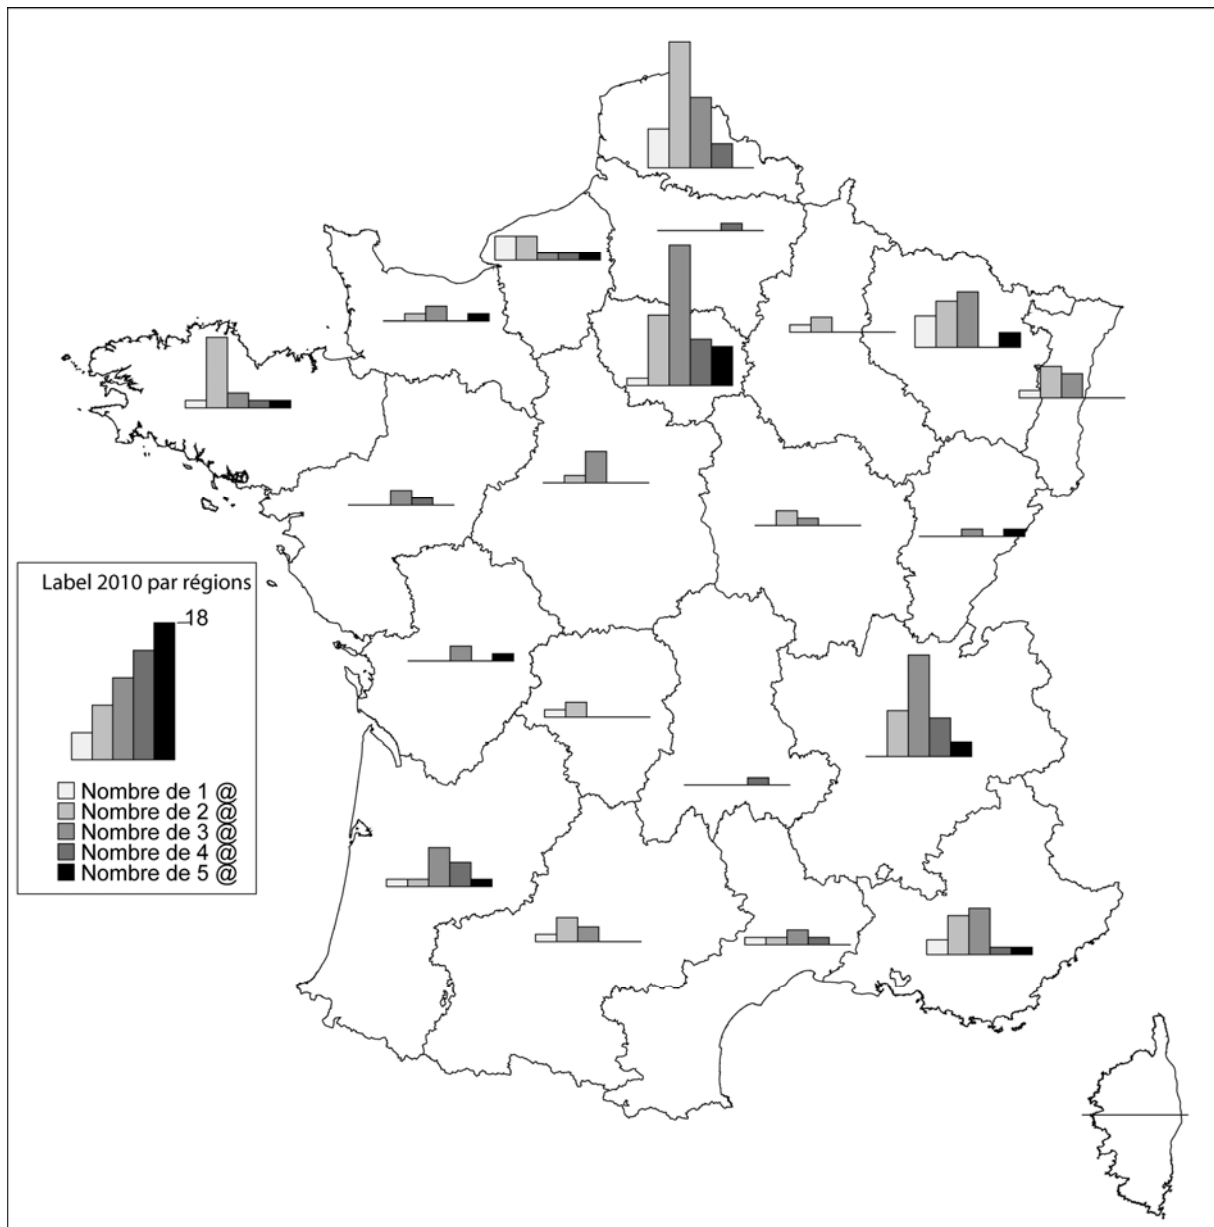 Label 2010 par régions
18
Nombre de 1 @
Nombre de 2 @
Nombre de 3 @
Nombre de 4 @
Nombre de 5 @